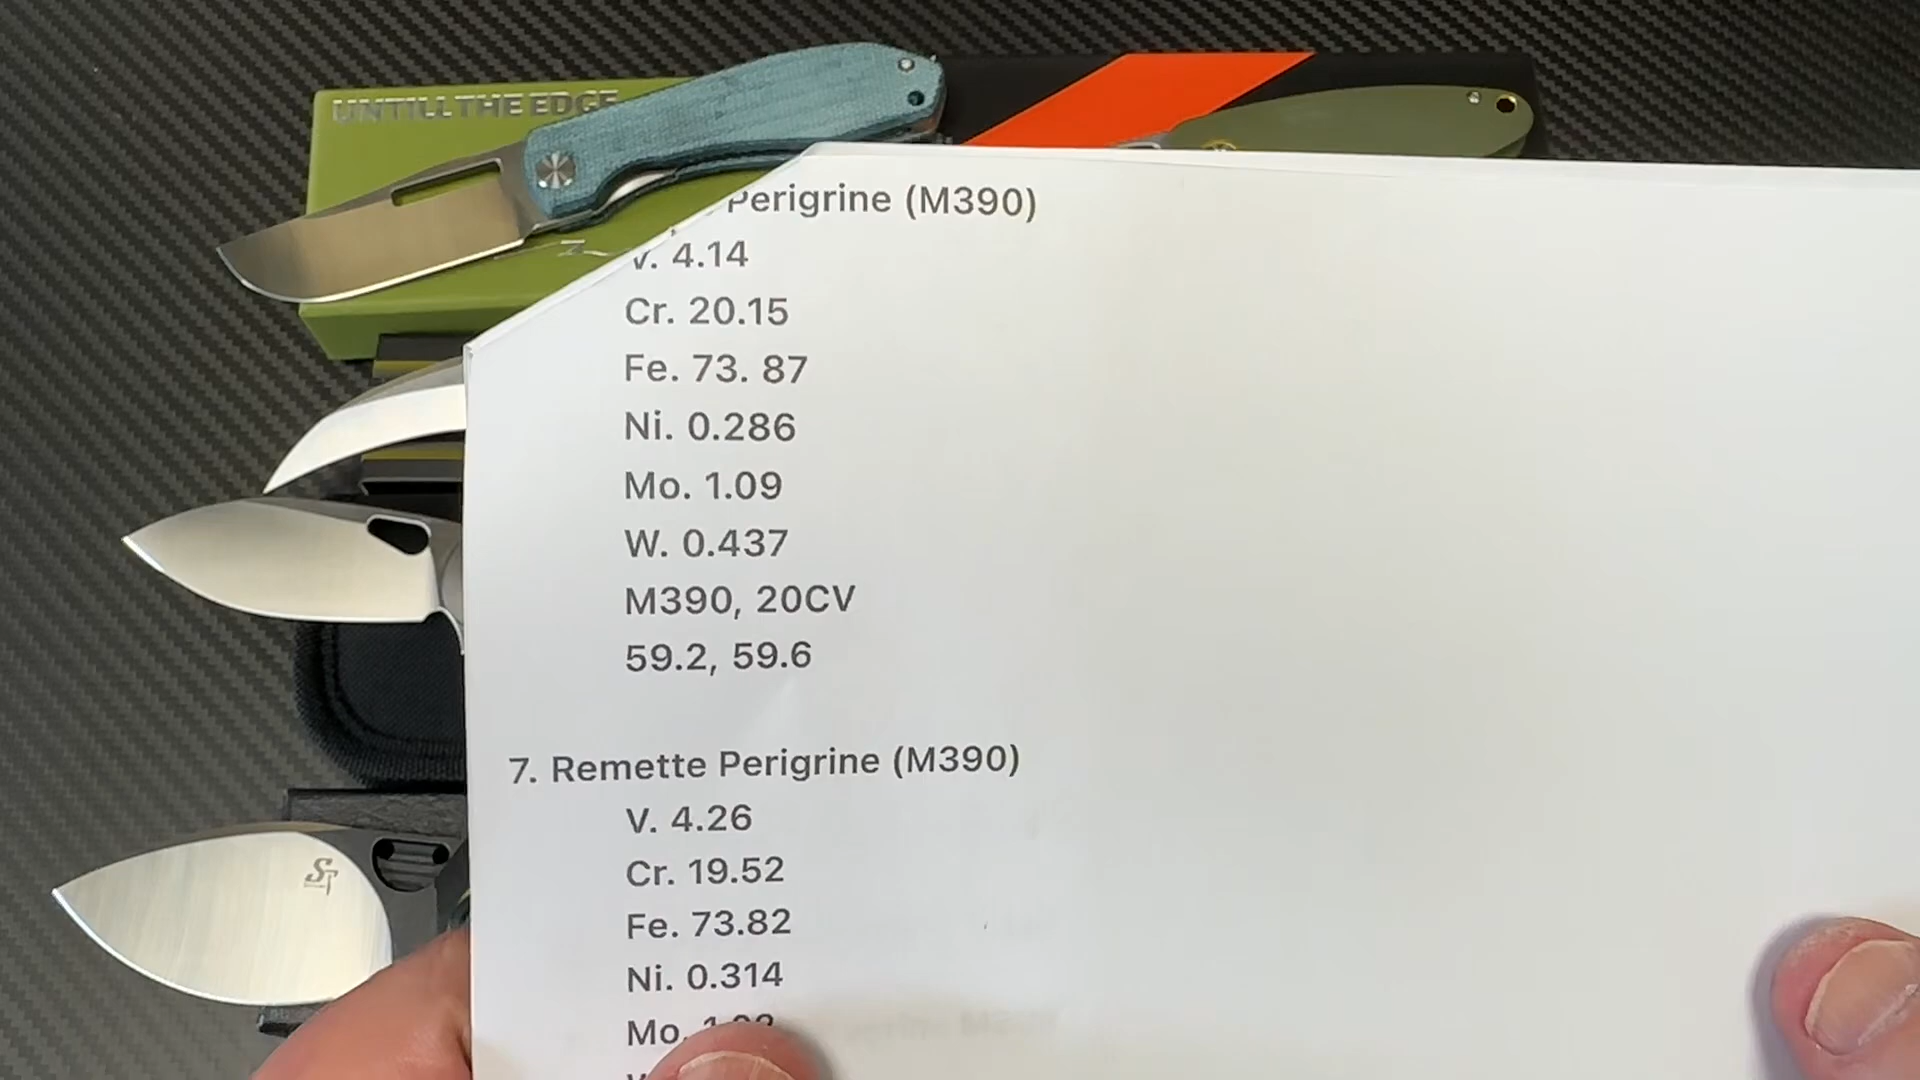 UNTILL THE EDGE
Perigrine (M390)
V. 4.14
Cr. 20.15
Fe. 73. 87
Ni. 0.286
Mo. 1.09
W. 0.437
M390, 20CV
59.2, 59.6
7. Remette Perigrine (M390)
V. 4.26
Cr. 19.52
Fe. 73.82
Ni. 0.314
Mo.
ST